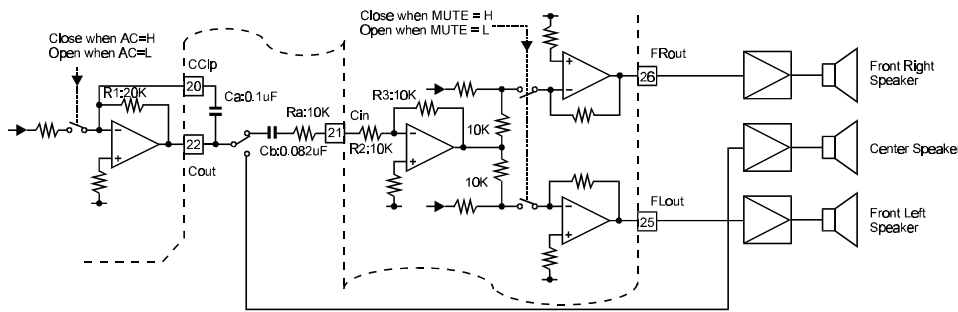 Close when AC=H
Open when AC=L
Close when MUTE = H
Open when MUTE = L
CClp
20
R1:20K
Ca:0.1uF
22
Cout
Cb:0.082uF
Ra:10K
21
Cin
R2:10K
R3:10K
10K
10K
FRout
26
FLout
25
Front Right
Speaker
Center Speaker
Front Left
Speaker